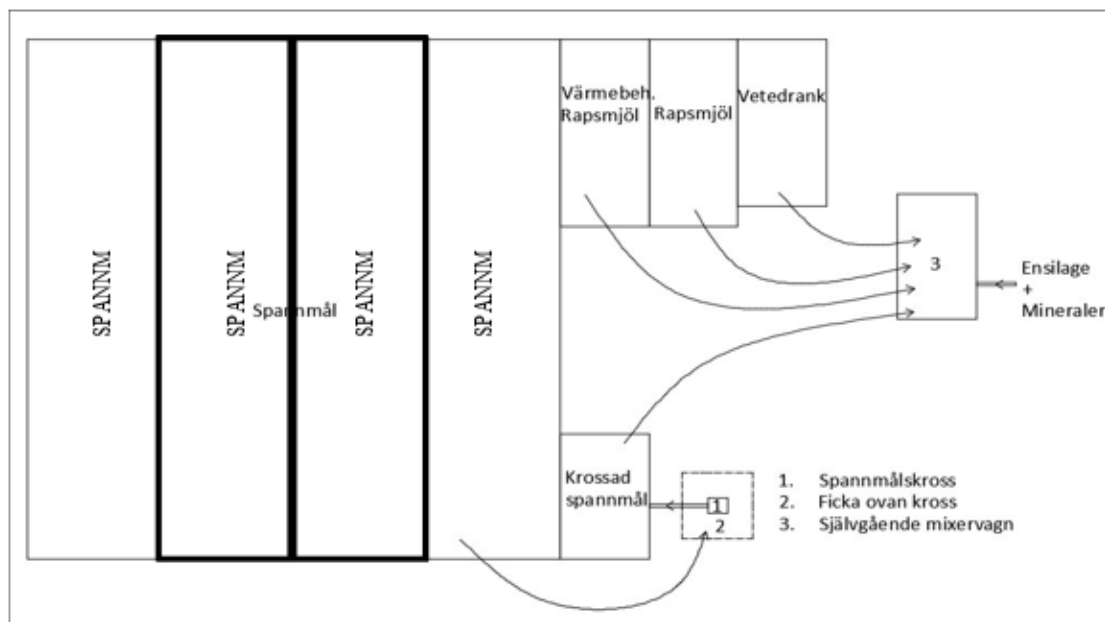 SPANNM
SPANNM
Spannmål
SPANNM
SPANNM
Värmebeh.
Rapsmjöl
Rapsmjöl
Vetedrank
3
Ensilage
+
Mineraler
Krossad
spannmål
1
2
1. Spannmålskross
2. Ficka ovan kross
3. Självgående mixervagn